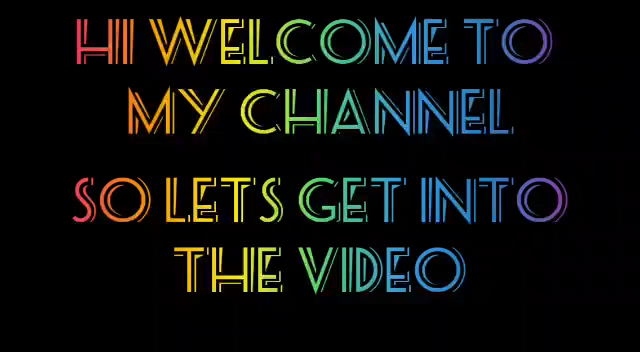 HI WELCOME TO
MY CHANNEL
SO LETS GET INTO
THE VIDEO